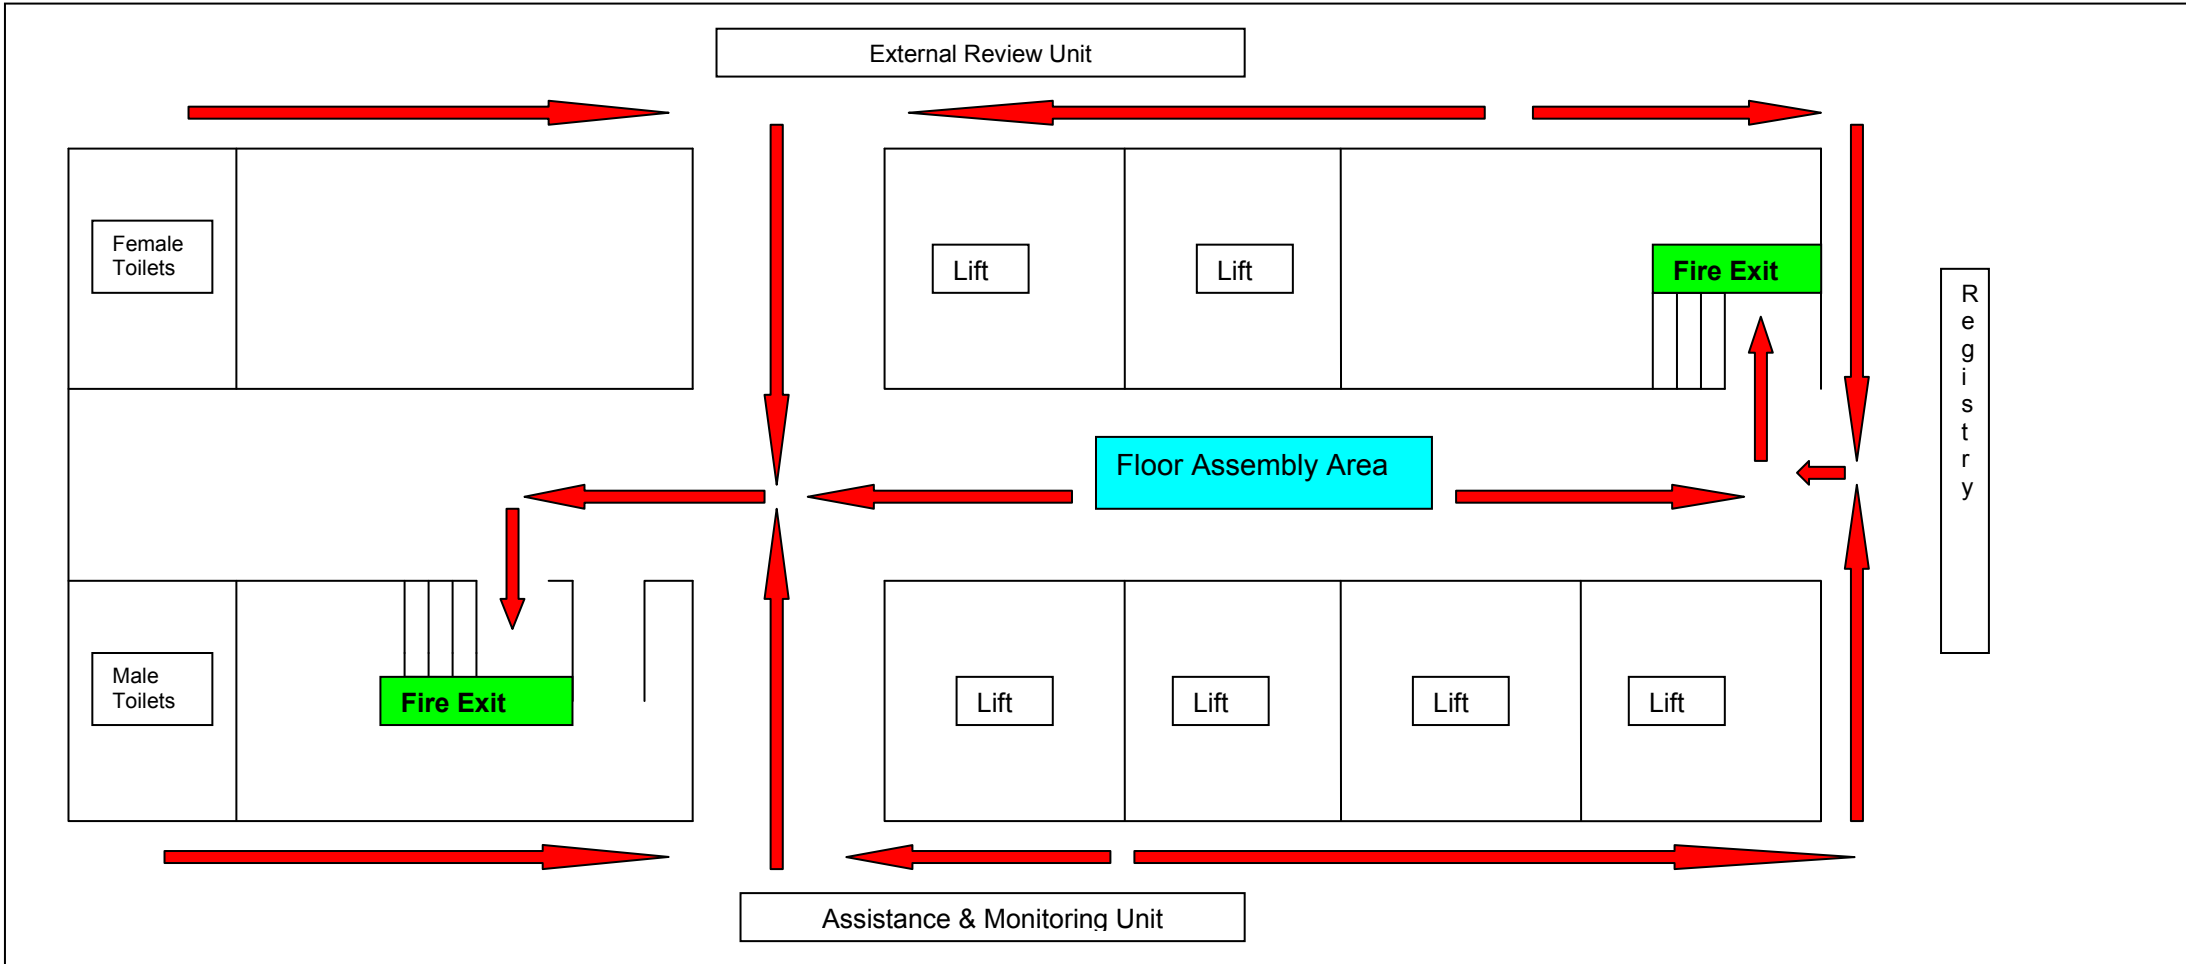 External Review Unit
Female
Toilets
Lift
Lift
Fire Exit
Registry
Floor Assembly Area
Male
Toilets
Fire Exit
Lift
Lift
Lift
Lift
Assistance & Monitoring Unit